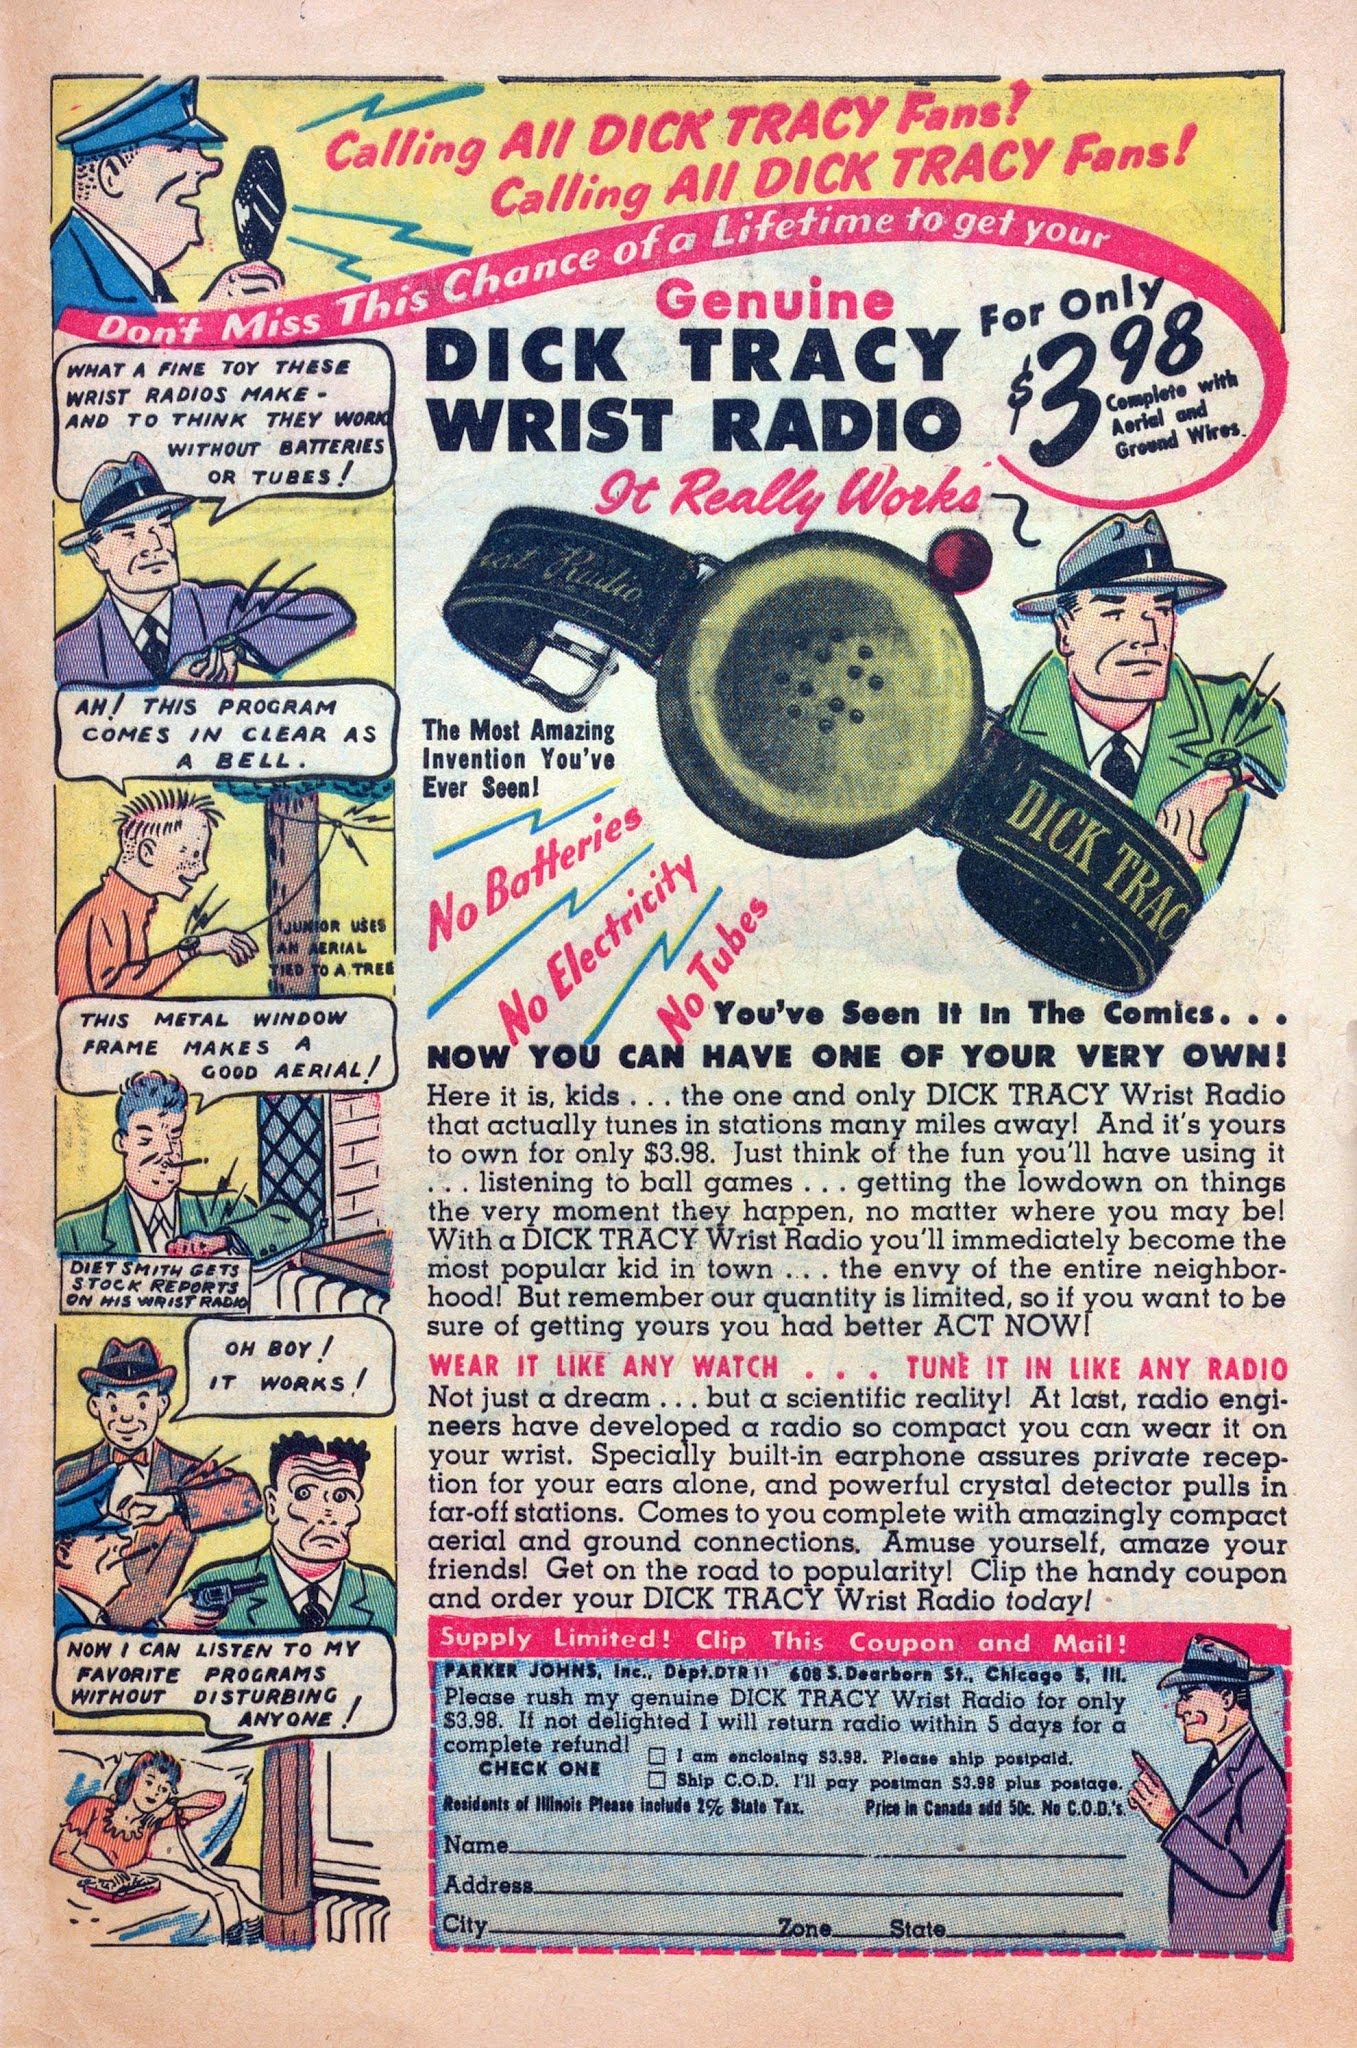 Calling All DICK TRACY Fans!
Calling All DICK TRACY Fans!
Don't Miss This Chance of a Lifetime to get your
Genuine
DICK TRACY
WRIST RADIO
It Really Works
For Only
$3.98
Complete with
Aerial and
Ground Wires.
WHAT A FINE TOY THESE
WRIST RADIOS MAKE -
AND TO THINK THEY WORK
WITHOUT BATTERIES
OR TUBES!
AH! THIS PROGRAM
COMES IN CLEAR AS
A BELL.
JUNIOR USES
AN AERIAL
TIED TO A TREE
THIS METAL WINDOW
FRAME MAKES A
GOOD AERIAL!
DIET SMITH GETS
STOCK REPORTS
ON HIS WRIST RADIO
OH BOY!
IT WORKS!
NOW I CAN LISTEN TO MY
FAVORITE PROGRAMS
WITHOUT DISTURBING
ANYONE!
ist Radio
DICK TRAC
The Most Amazing
Invention You've
Ever Seen!
No Batteries
No Electricity
No Tubes
You've Seen It In The Comics. . .
NOW YOU CAN HAVE ONE OF YOUR VERY OWN!
Here it is, kids . . . the one and only DICK TRACY Wrist Radio
that actually tunes in stations many miles away! And it's yours
to own for only $3.98. Just think of the fun you'll have using it
. . . listening to ball games . . . getting the lowdown on things
the very moment they happen, no matter where you may be!
With a DICK TRACY Wrist Radio you'll immediately become the
most popular kid in town . . . the envy of the entire neighbor-
hood! But remember our quantity is limited, so if you want to be
sure of getting yours you had better ACT NOW!
WEAR IT LIKE ANY WATCH . . . TUNE IT IN LIKE ANY RADIO
Not just a dream . . . but a scientific reality! At last, radio engi-
neers have developed a radio so compact you can wear it on
your wrist. Specially built-in earphone assures private recep-
tion for your ears alone, and powerful crystal detector pulls in
far-off stations. Comes to you complete with amazingly compact
aerial and ground connections. Amuse yourself, amaze your
friends! Get on the road to popularity! Clip the handy coupon
and order your DICK TRACY Wrist Radio today!
Supply Limited! Clip This Coupon and Mail!
PARKER JOHNS, Inc., Dept.DTR11 608 S. Dearborn St., Chicago 5, Ill.
Please rush my genuine DICK TRACY Wrist Radio for only
$3.98. If not delighted I will return radio within 5 days for a
complete refund!
CHECK ONE
I am enclosing $3.98. Please ship postpaid.
Ship C.O.D. I'll pay postman $3.98 plus postage.
Residents of Illinois Please include 2% State Tax. Price in Canada add 50c. No C.O.D.'s.
Name
Address
City Zone State